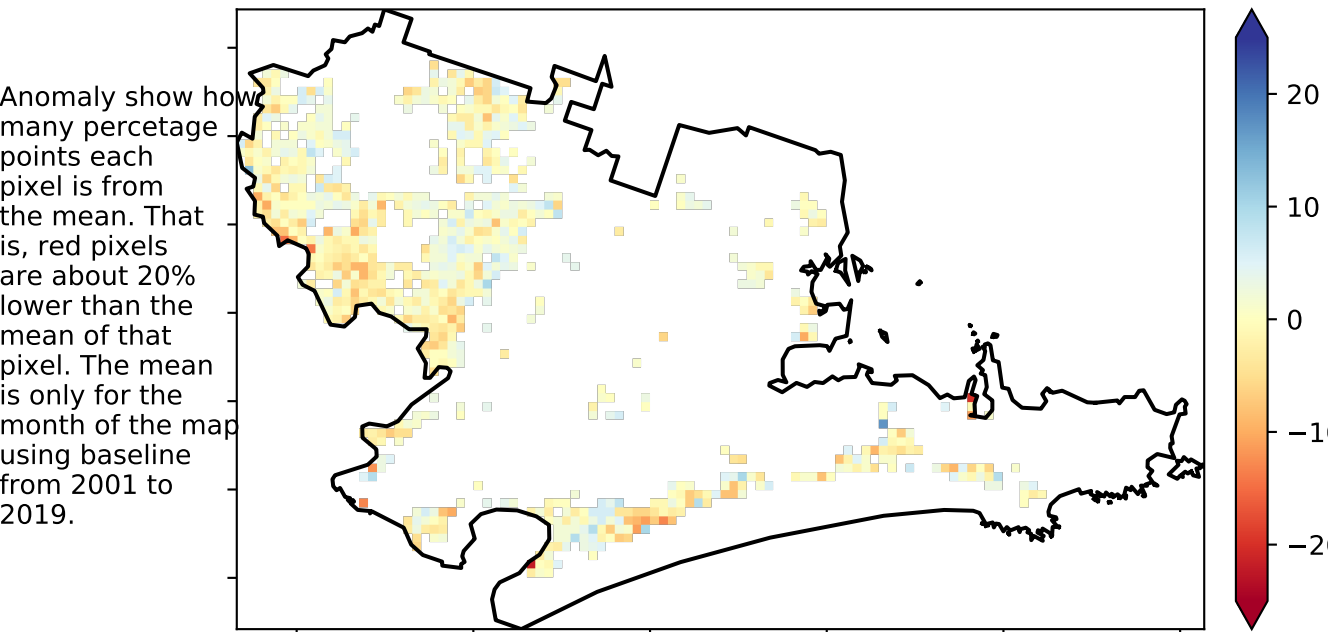 Anomaly show how
many percetage
points each
pixel is from
the mean. That
is, red pixels
are about 20%
lower than the
mean of that
pixel. The mean
is only for the
month of the map
using baseline
from 2001 to
2019.
20
10
0
−10
−20